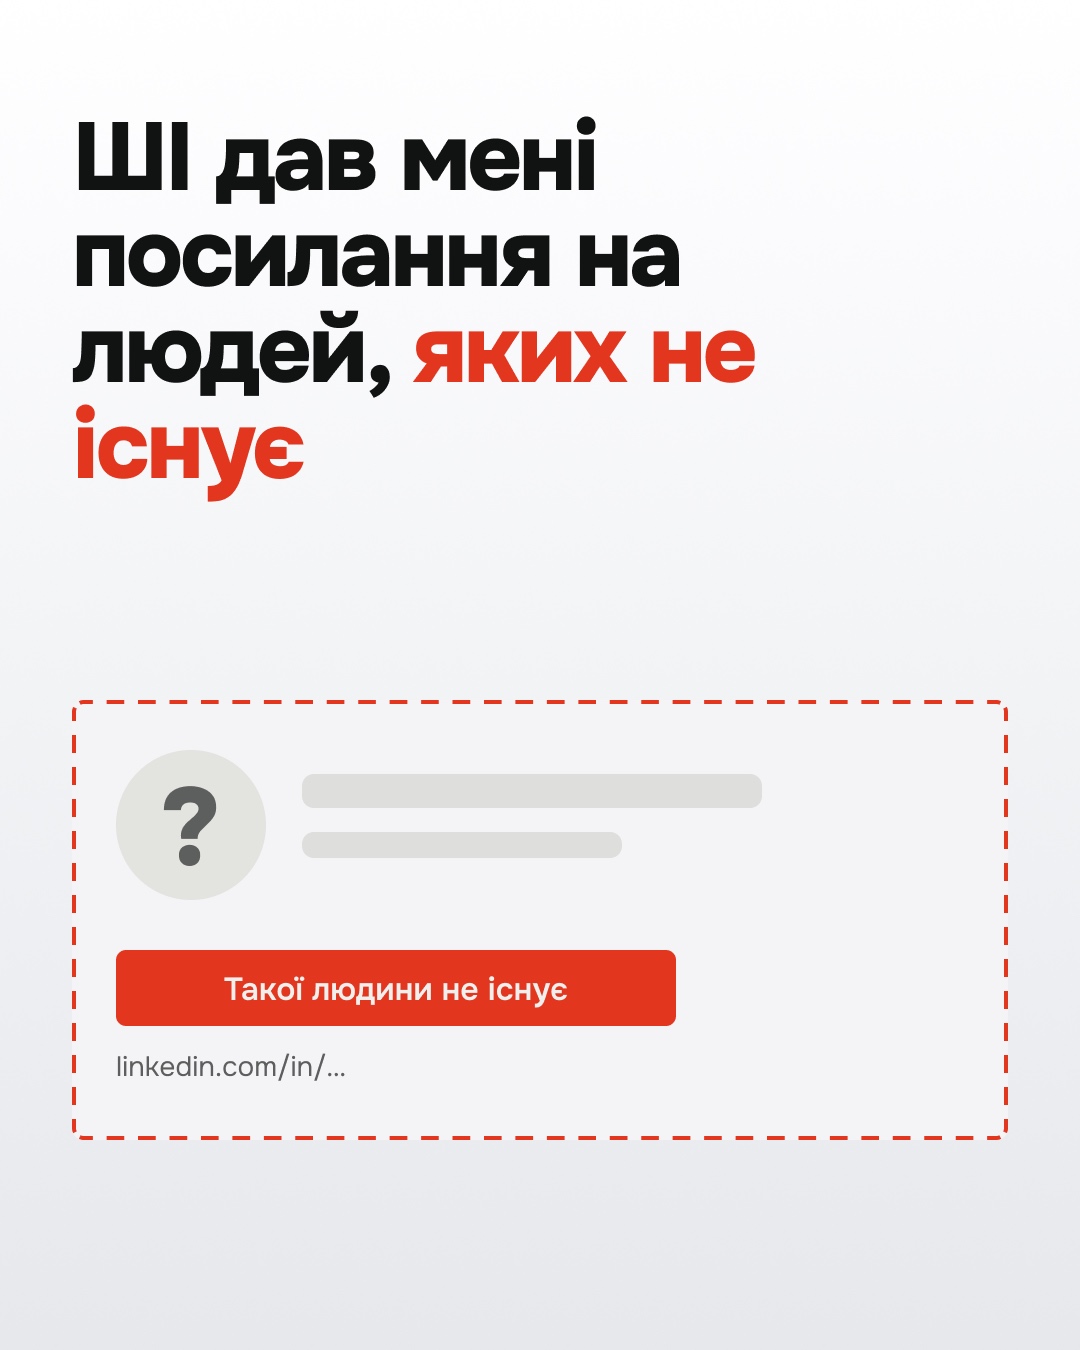 ШІ дав мені
посилання на
людей, яких не
існує
?
Такої людини не існує
linkedin.com/in/...